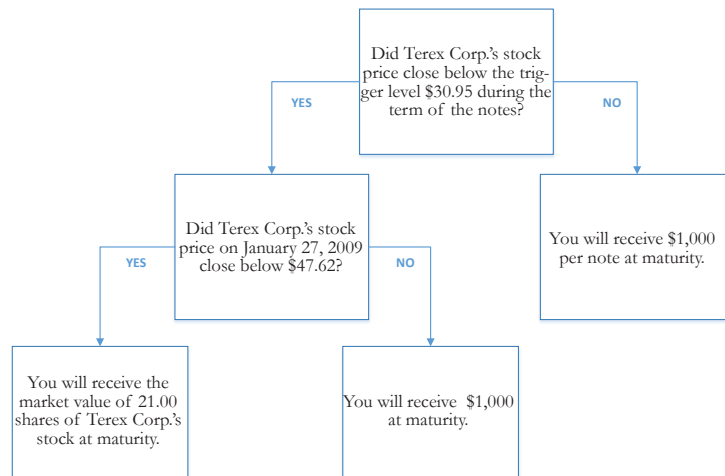 Did Terex Corp.'s stock
price close below the trig-
ger level $30.95 during the
term of the notes?
YES
NO
Did Terex Corp.'s stock
price on January 27, 2009
close below $47.62?
You will receive $1,000
per note at maturity.
YES
NO
You will receive the
market value of 21.00
shares of Terex Corp.'s
stock at maturity.
You will receive $1,000
at maturity.